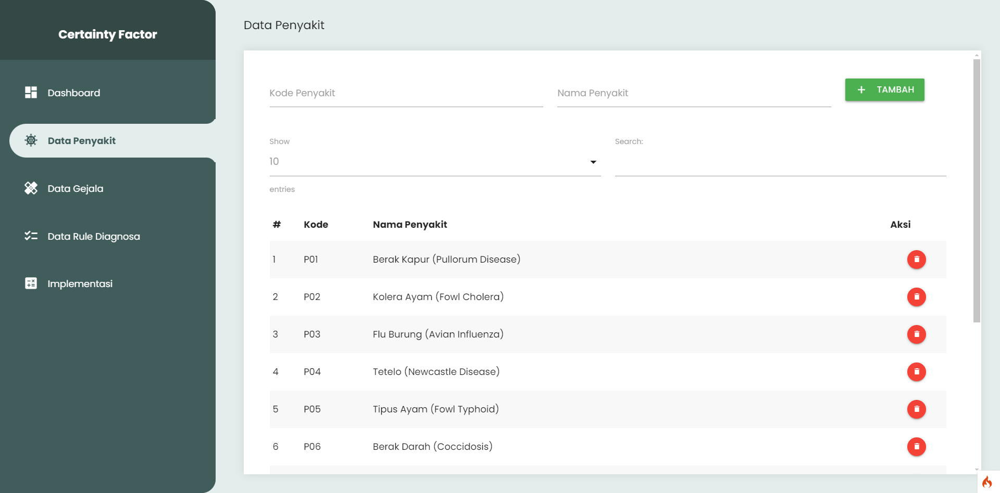 Certainty Factor
Dashboard
Data Penyakit
Data Gejala
Data Rule Diagnosa
Implementasi
Data Penyakit
Kode Penyakit
Nama Penyakit
+ TAMBAH
Show
10
entries
Search:
# Kode Nama Penyakit Aksi
1 P01 Berak Kapur (Pullorum Disease)
2 P02 Kolera Ayam (Fowl Cholera)
3 P03 Flu Burung (Avian Influenza)
4 P04 Tetelo (Newcastle Disease)
5 P05 Tipus Ayam (Fowl Typhoid)
6 P06 Berak Darah (Coccidosis)